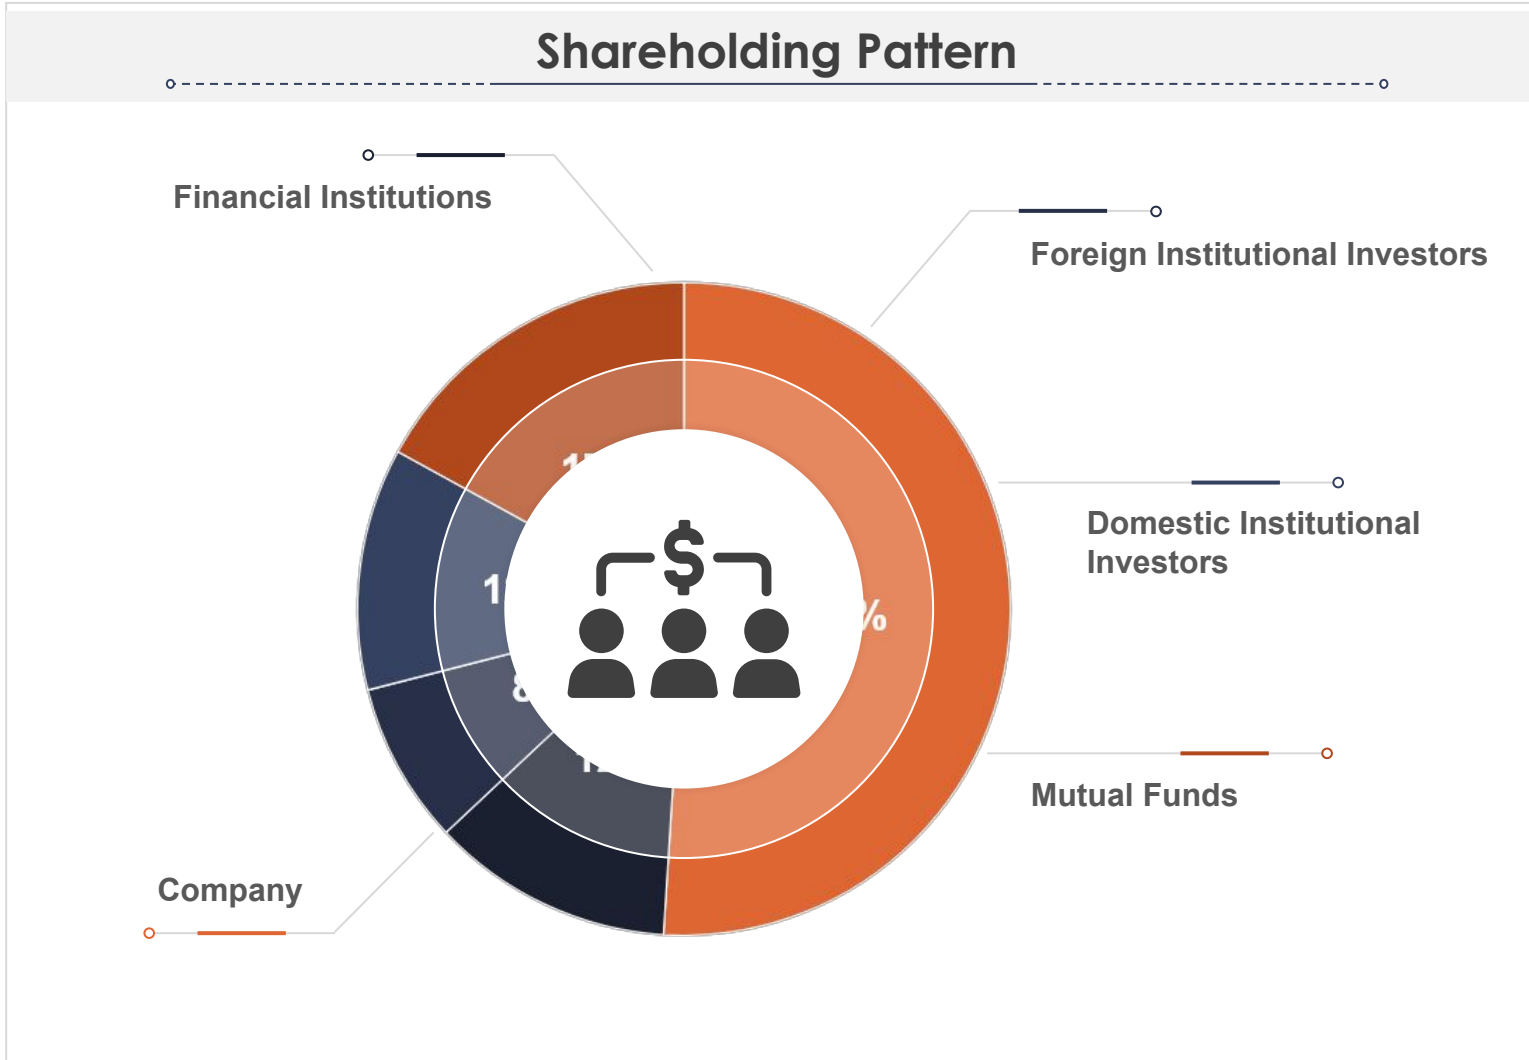 Shareholding Pattern
Financial Institutions
Foreign Institutional Investors
Domestic Institutional
Investors
Mutual Funds
Company
$
%